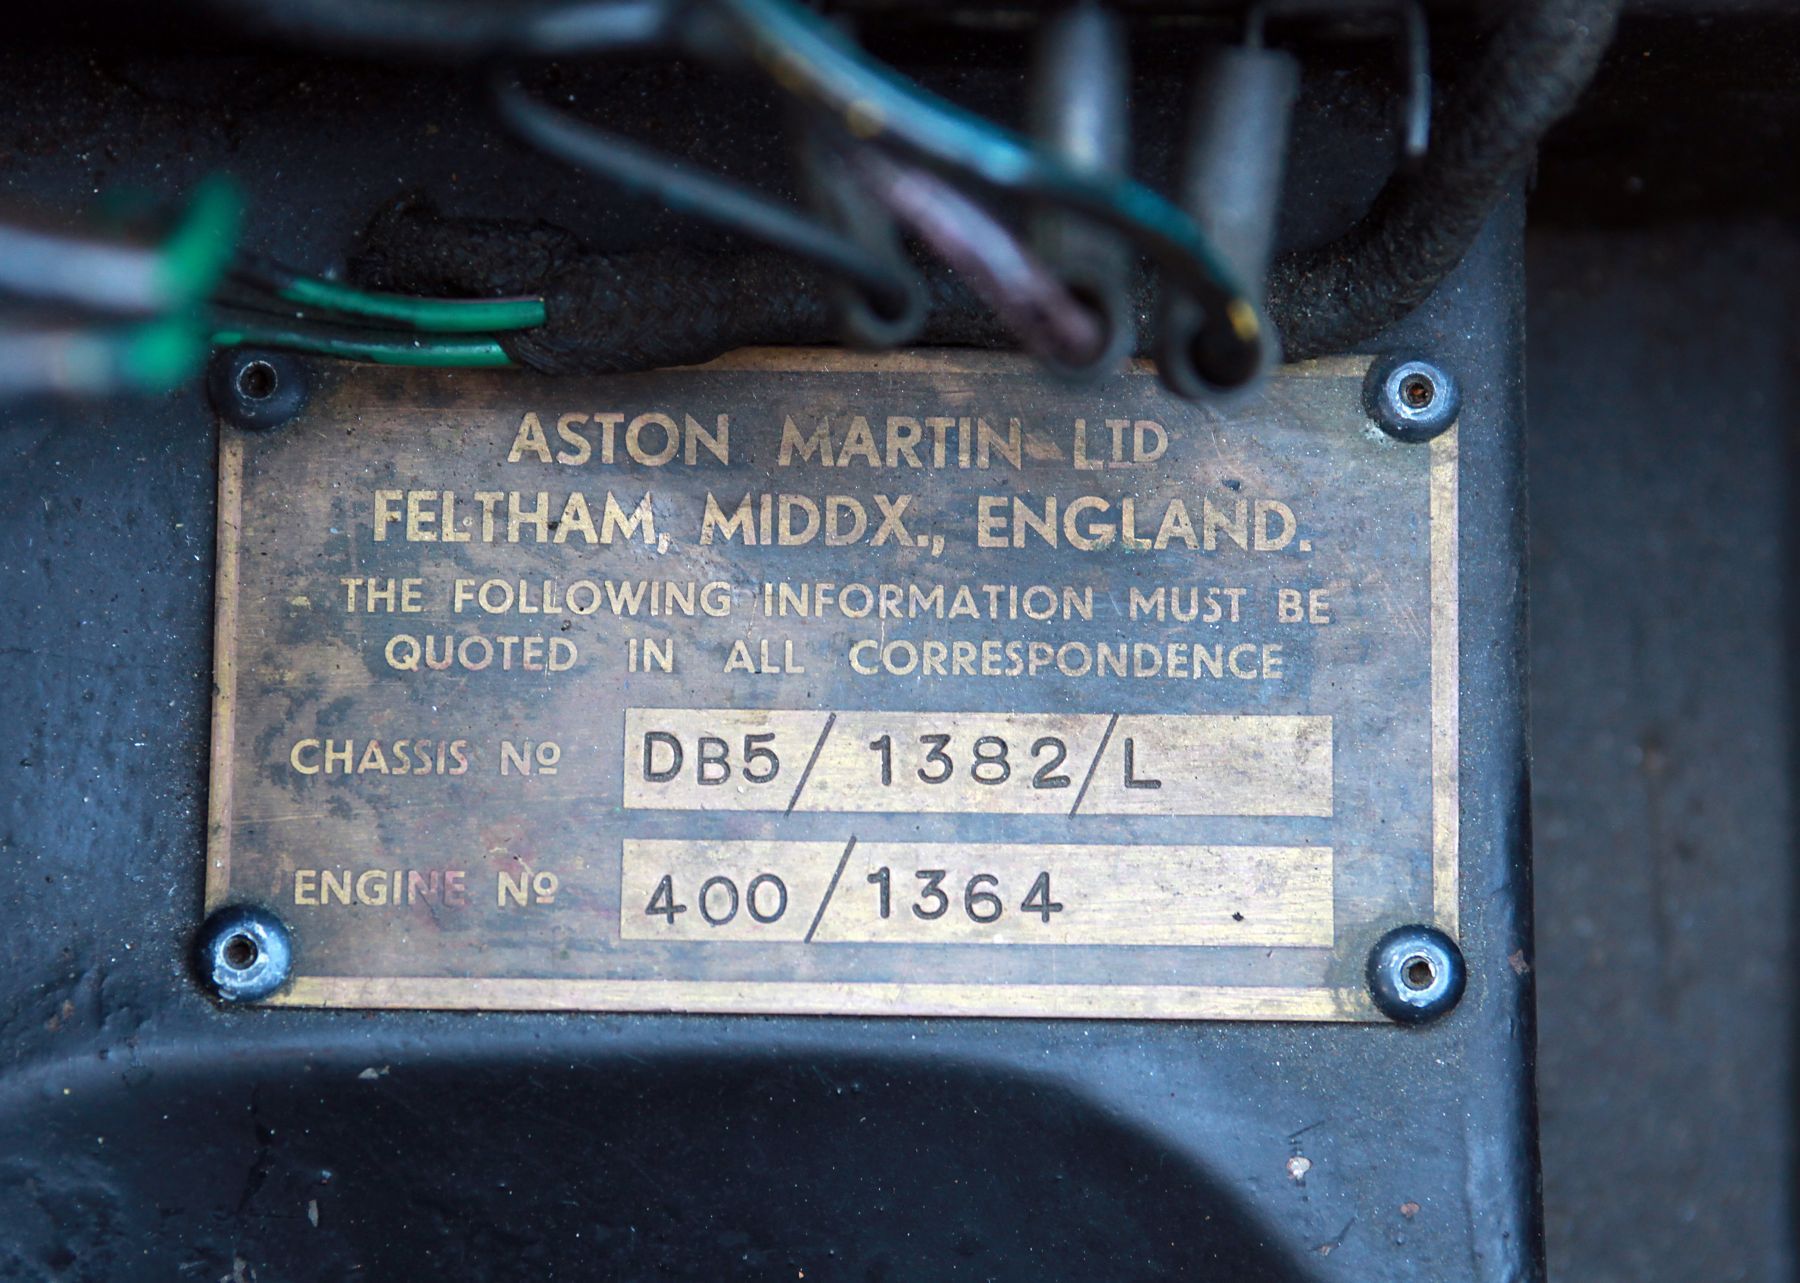 ASTON MARTIN LTD
FELTHAM, MIDDX., ENGLAND.
THE FOLLOWING INFORMATION MUST BE
QUOTED IN ALL CORRESPONDENCE
CHASSIS Nº DB5/1382/L
ENGINE Nº 400/1364